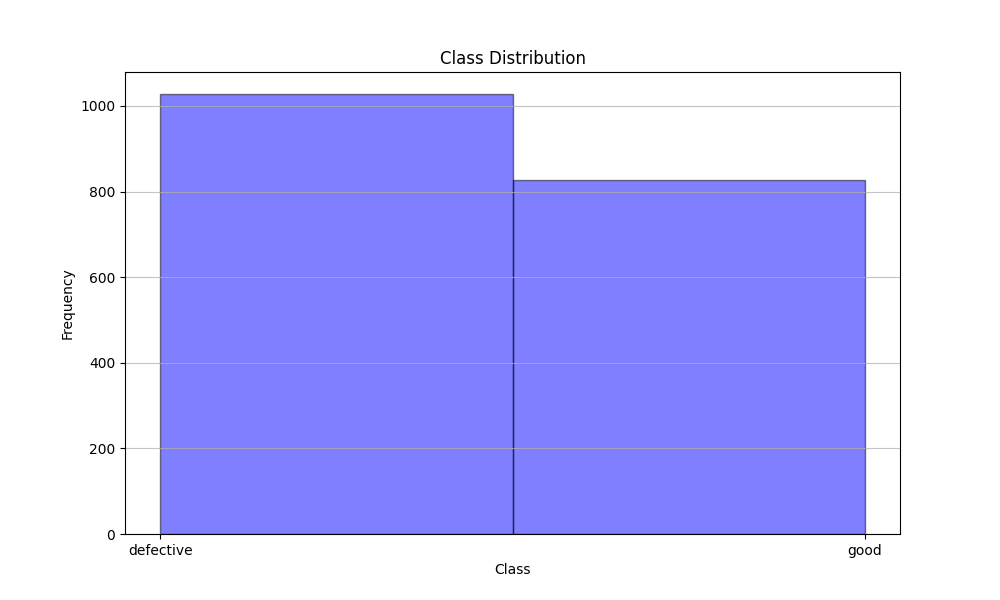 Class Distribution
1000
800
600
400
200
0
Frequency
defective good
Class